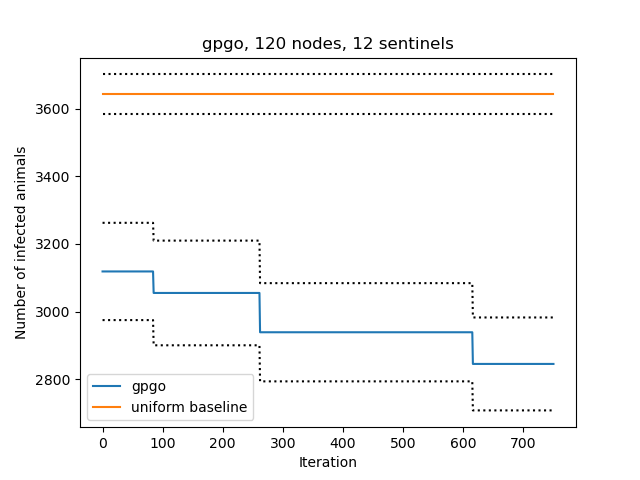 gpgo, 120 nodes, 12 sentinels
Number of infected animals
3600
3400
3200
3000
2800
gpgo
uniform baseline
0 100 200 300 400 500 600 700
Iteration